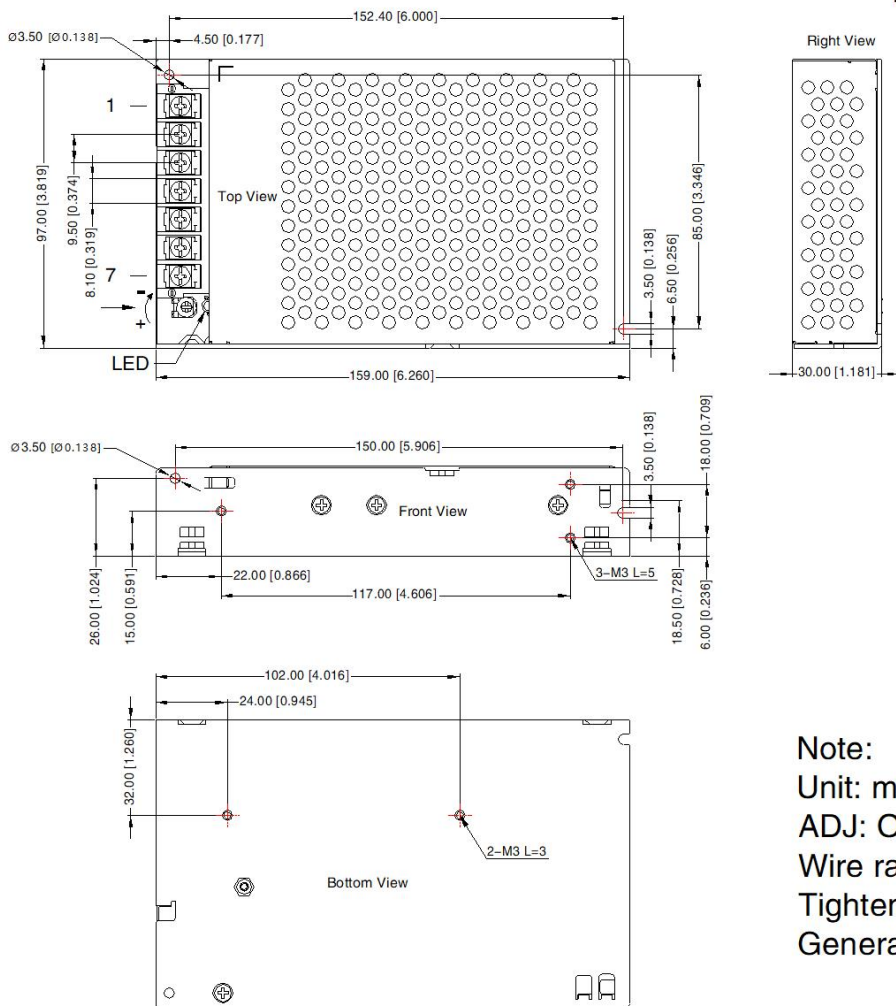 152.40 [6.000]
Ø3.50 [Ø0.138]
4.50 [0.177]
Right View
1
97.00 [3.819]
9.50 [0.374]
8.10 [0.319]
Top View
85.00 [3.346]
3.50 [0.138]
6.50 [0.256]
7
-
+
LED
159.00 [6.260]
30.00 [1.181]
Ø3.50 [Ø0.138]
150.00 [5.906]
3.50 [0.138]
18.00 [0.709]
Front View
26.00 [1.024]
15.00 [0.591]
22.00 [0.866]
3-M3 L=5
117.00 [4.606]
18.50 [0.728]
6.00 [0.236]
102.00 [4.016]
24.00 [0.945]
32.00 [1.260]
2-M3 L=3
Bottom View
Note:
Unit: m
ADJ:
Wire ra
Tighter
Genera